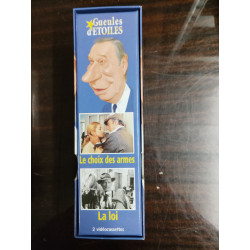 Gueules
d'ETOILES
Le choix des armes
La loi
2 vidéocassettes